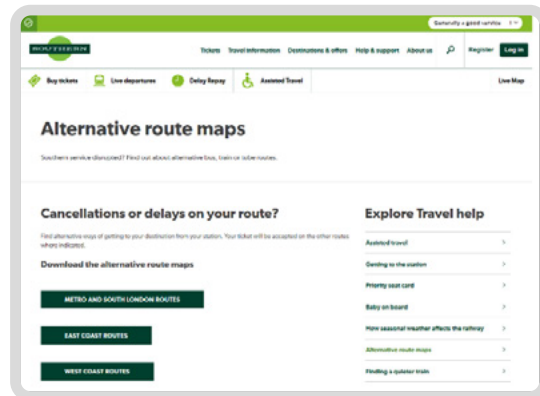 Generally a good service
SOUTHERN
Tickets Travel information Destinations & offers Help & support About us Register Log in
Buy tickets Live departures Delay Repay Assisted Travel Live Map
Alternative route maps
Southern service disrupted? Find out about alternative bus, train or tube routes.
Cancellations or delays on your route?
Find alternative ways of getting to your destination from your station. Your ticket will be accepted on the other routes
where indicated.
Download the alternative route maps
METRO AND SOUTH LONDON ROUTES
EAST COAST ROUTES
WEST COAST ROUTES
Explore Travel help
Assisted travel
Getting to the station
Priority seat card
Baby on board
How seasonal weather affects the railway
Alternative route maps
Finding a quieter train